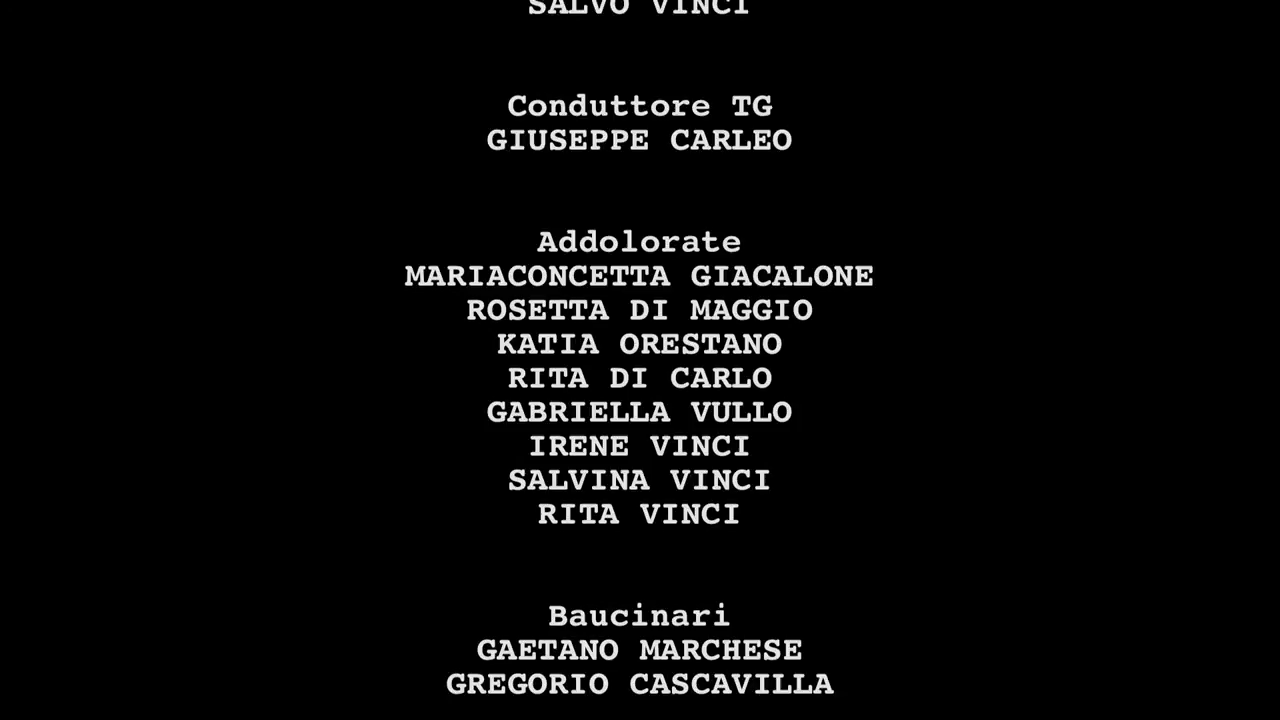 SALVO VINCI
Conduttore TG
GIUSEPPE CARLEO
Addolorate
MARIACONCETTA GIACALONE
ROSETTA DI MAGGIO
KATIA ORESTANO
RITA DI CARLO
GABRIELLA VULLO
IRENE VINCI
SALVINA VINCI
RITA VINCI
Baucinari
GAETANO MARCHESE
GREGORIO CASCAVILLA